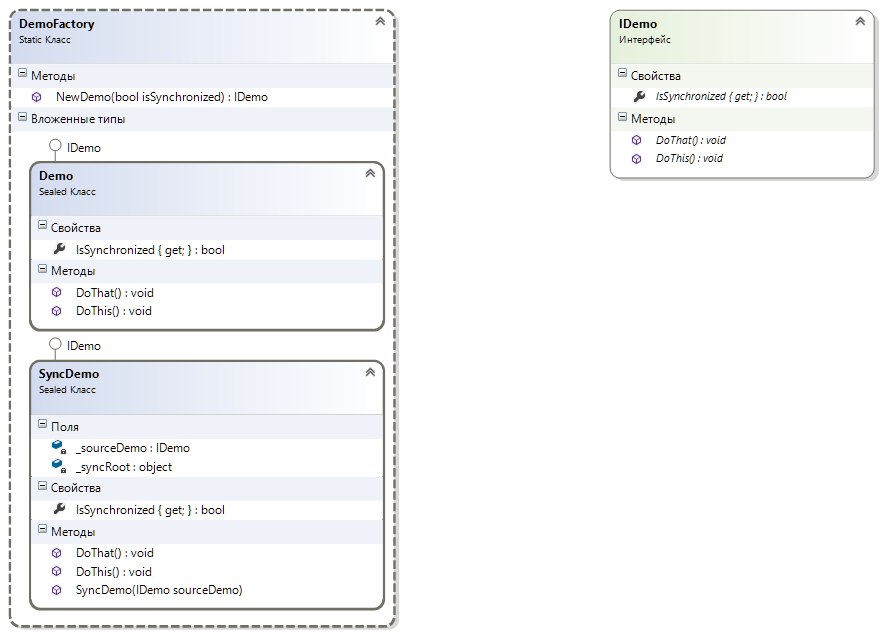 DemoFactory
Static Класс
Методы
NewDemo(bool isSynchronized) : IDemo
Вложенные типы
IDemo
Demo
Sealed Класс
Свойства
IsSynchronized { get; } : bool
Методы
DoThat() : void
DoThis() : void
IDemo
SyncDemo
Sealed Класс
Поля
_sourceDemo : IDemo
_syncRoot : object
Свойства
IsSynchronized { get; } : bool
Методы
DoThat() : void
DoThis() : void
SyncDemo(IDemo sourceDemo)
IDemo
Интерфейс
Свойства
IsSynchronized { get; } : bool
Методы
DoThat() : void
DoThis() : void